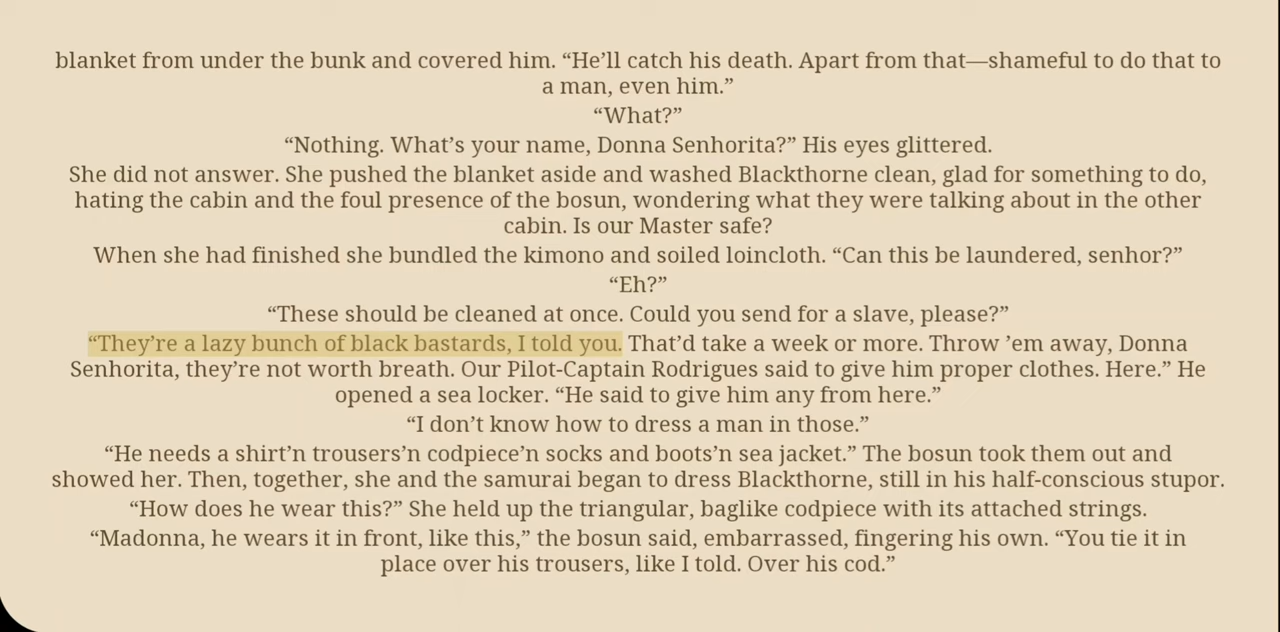 blanket from under the bunk and covered him. “He’ll catch his death. Apart from that—shameful to do that to
a man, even him.”
“What?”
“Nothing. What’s your name, Donna Senhorita?” His eyes glittered.
She did not answer. She pushed the blanket aside and washed Blackthorne clean, glad for something to do,
hating the cabin and the foul presence of the bosun, wondering what they were talking about in the other
cabin. Is our Master safe?
When she had finished she bundled the kimono and soiled loincloth. “Can this be laundered, senhor?”
“Eh?”
“These should be cleaned at once. Could you send for a slave, please?”
“They’re a lazy bunch of black bastards, I told you. That’d take a week or more. Throw ’em away, Donna
Senhorita, they’re not worth breath. Our Pilot-Captain Rodrigues said to give him proper clothes. Here.” He
opened a sea locker. “He said to give him any from here.”
“I don’t know how to dress a man in those.”
“He needs a shirt’n trousers’n codpiece’n socks and boots’n sea jacket.” The bosun took them out and
showed her. Then, together, she and the samurai began to dress Blackthorne, still in his half-conscious stupor.
“How does he wear this?” She held up the triangular, baglike codpiece with its attached strings.
“Madonna, he wears it in front, like this,” the bosun said, embarrassed, fingering his own. “You tie it in
place over his trousers, like I told. Over his cod.”